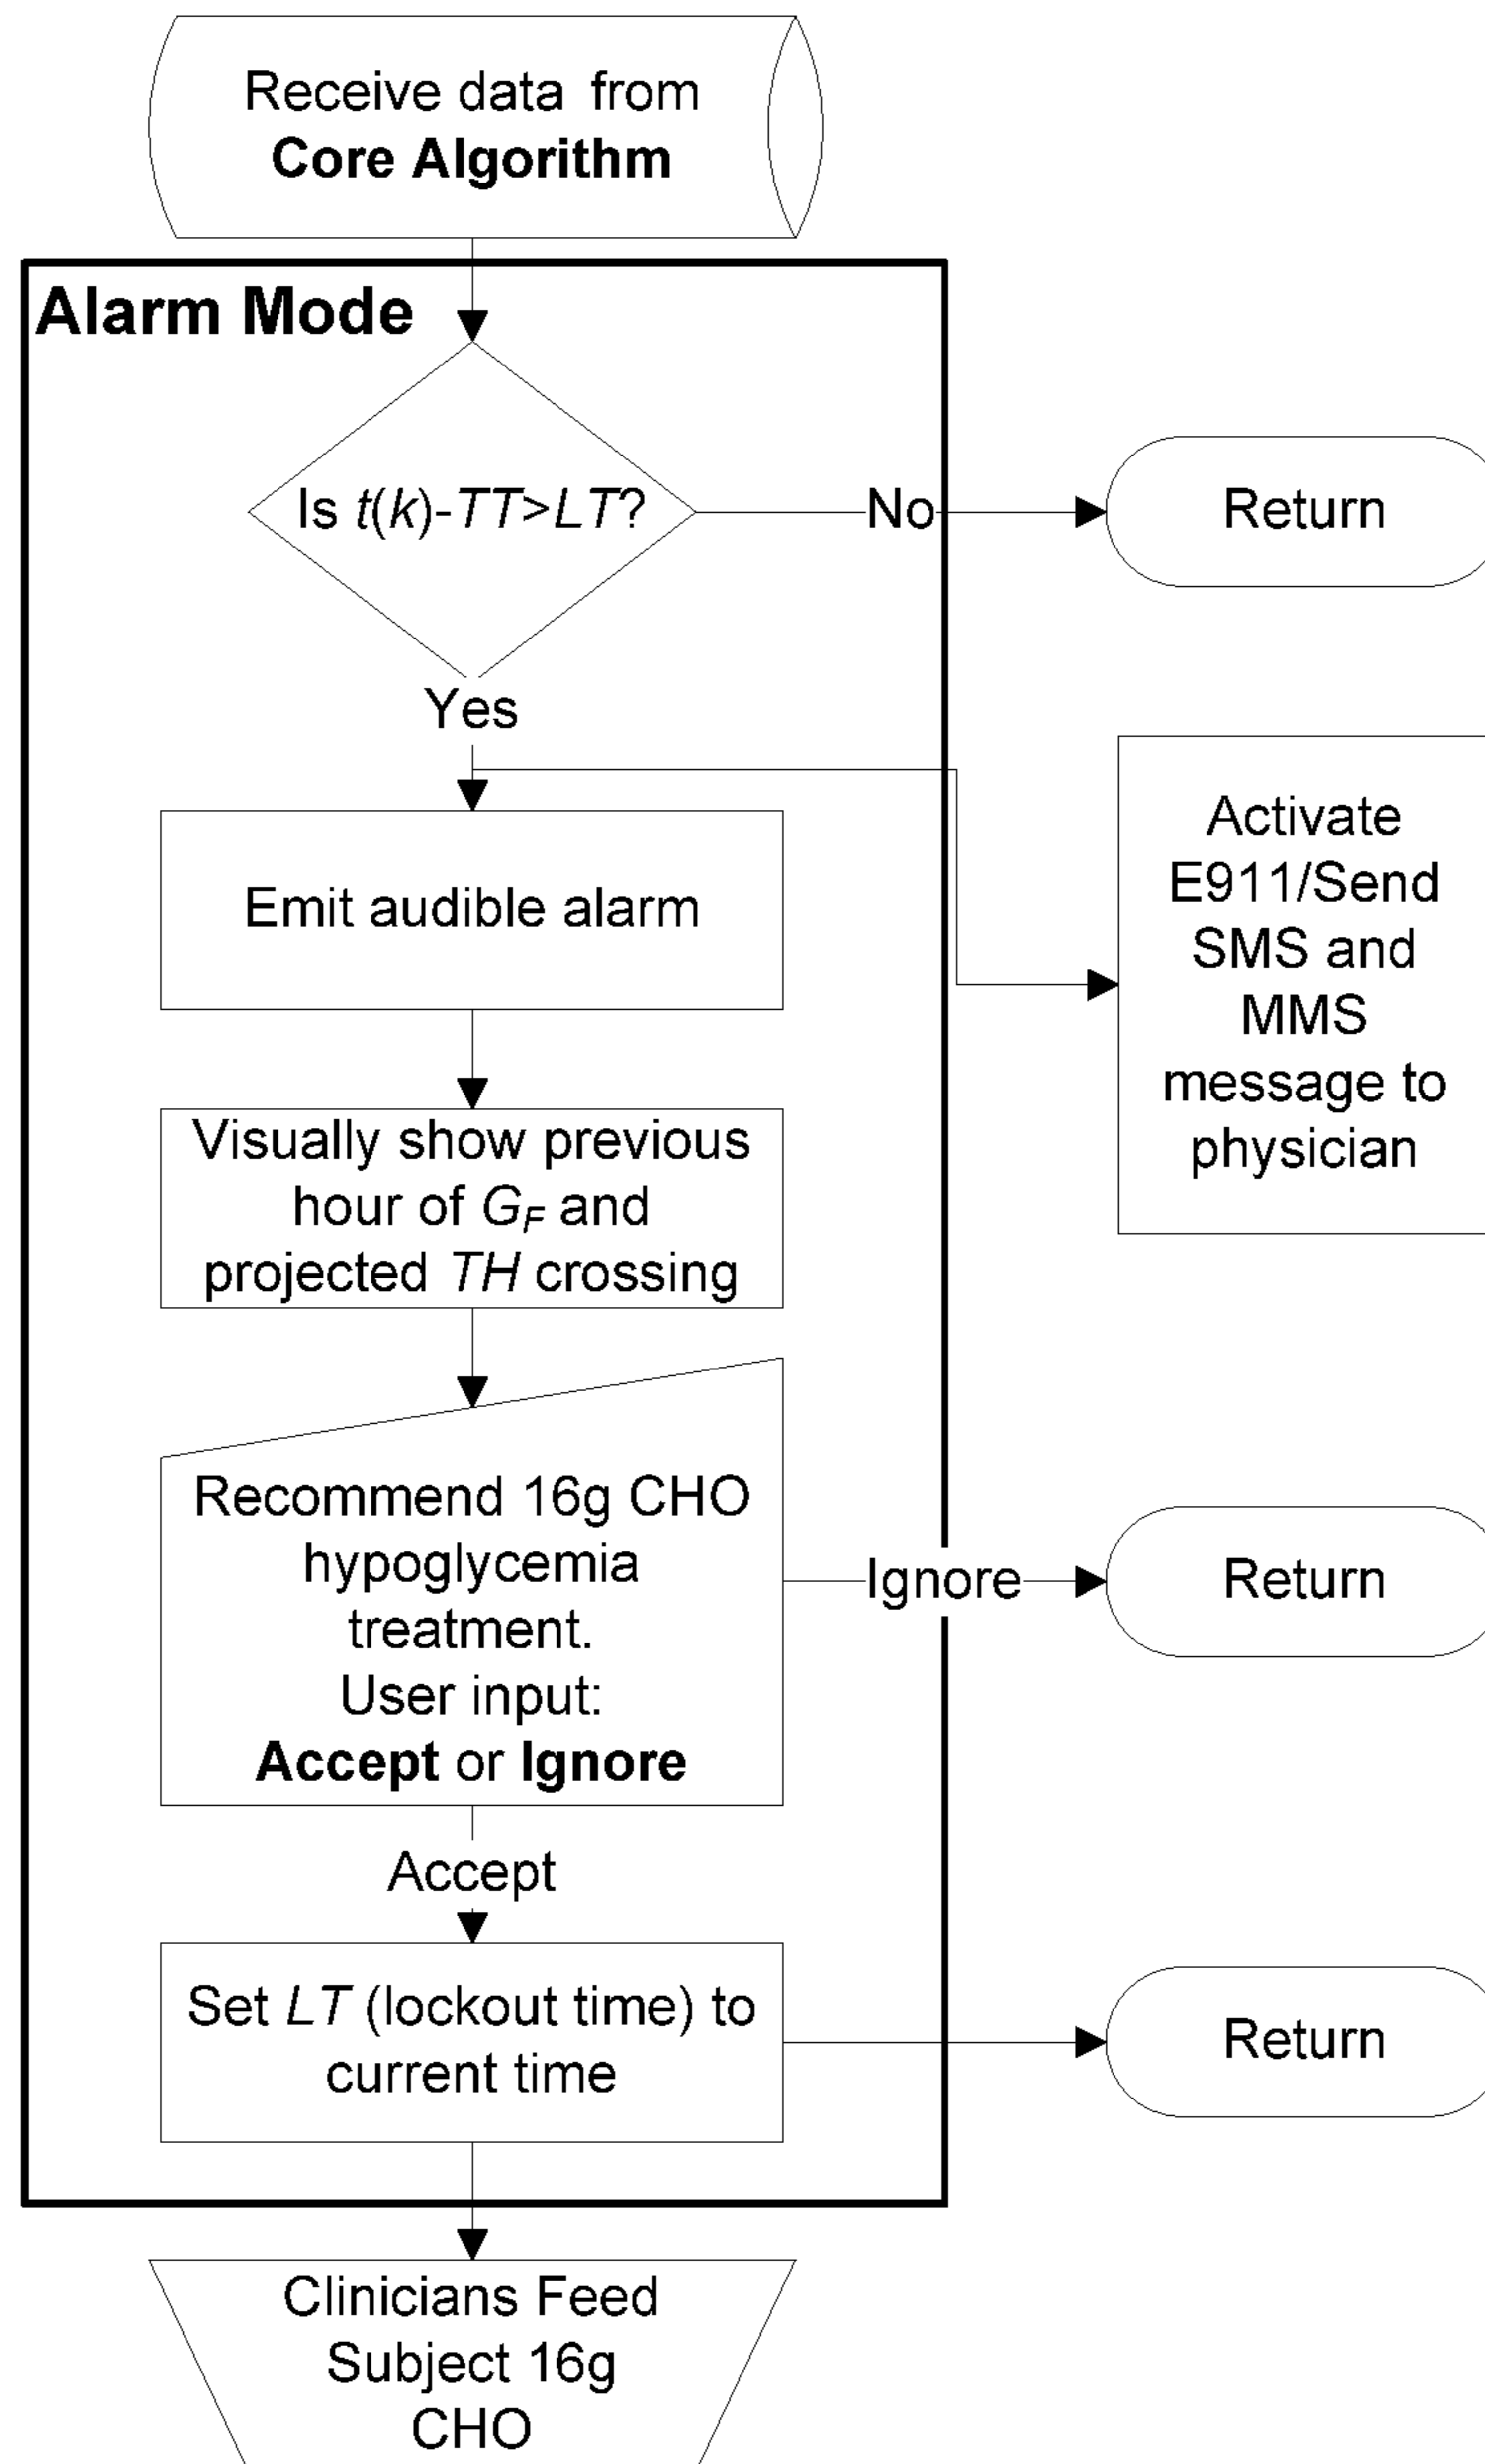 Receive data from
Core Algorithm
Alarm Mode
Is t(k)-TT>LT?
No
Return
Yes
Activate
E911/Send
SMS and
MMS
message to
physician
Emit audible alarm
Visually show previous
hour of G_F and
projected TH crossing
Recommend 16g CHO
hypoglycemia
treatment.
User input:
Accept or Ignore
Ignore
Return
Accept
Set LT (lockout time) to
current time
Return
Clinicians Feed
Subject 16g
CHO